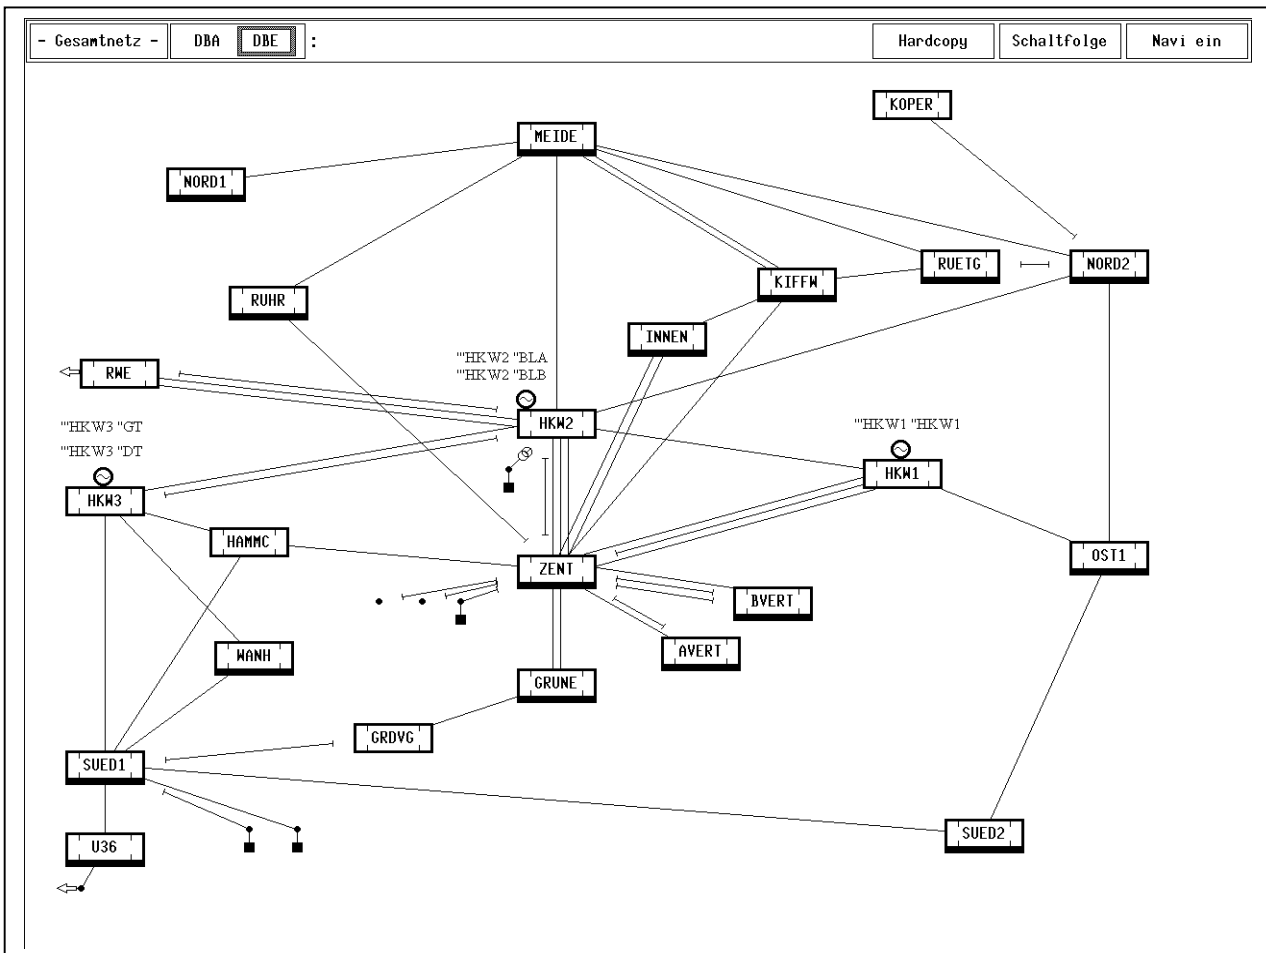 - Gesamtnetz - DBA DBE : Hardcopy Schaltfolge Navi ein
KOPER
MEIDE
NORD1
RUETG
NORD2
KIFFW
RUHR
INNEN
'''HKW2 ''BLA
'''HKW2 ''BLB
RWE
HKW2
'''HKW3 ''GT
'''HKW3 ''DT
'''HKW1 ''HKW1
HKW1
HKW3
HAMMC
ZENT
OST1
BVERT
AVERT
WANH
GRUNE
GRDVG
SUED1
SUED2
U36